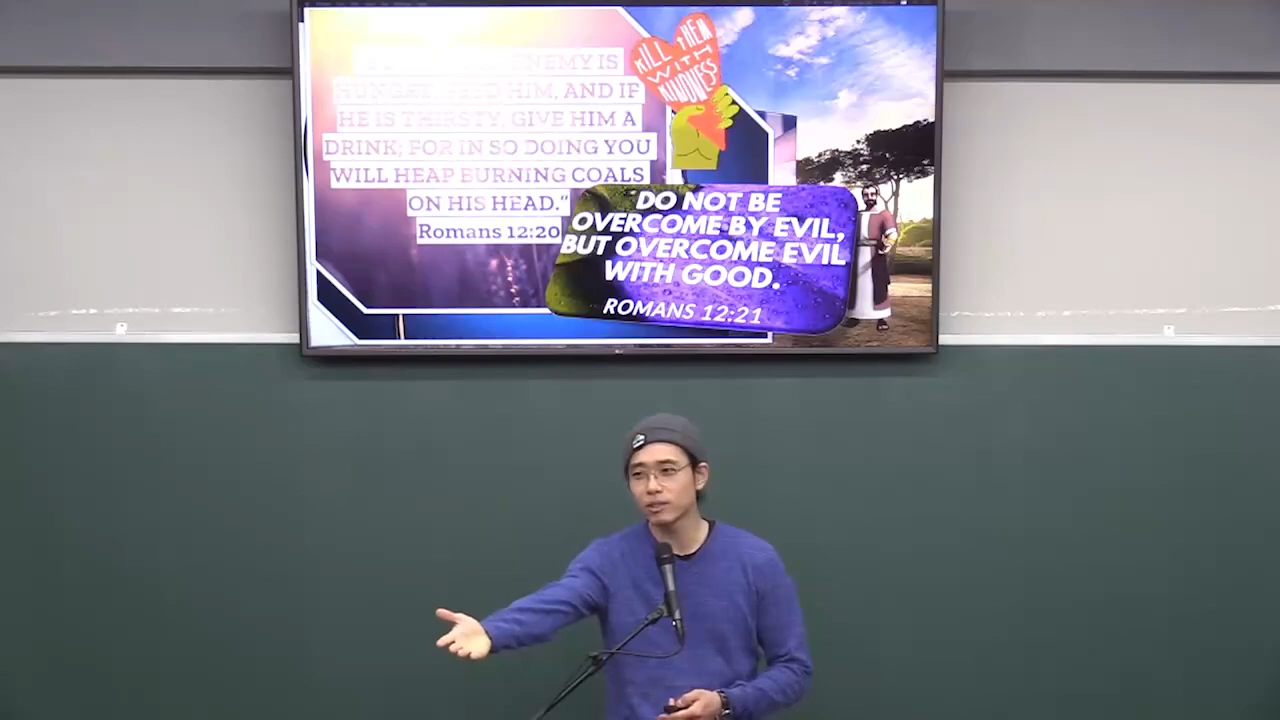 ENEMY IS
HUNGRY, FEED HIM, AND IF
HE IS THIRSTY, GIVE HIM A
DRINK; FOR IN SO DOING YOU
WILL HEAP BURNING COALS
ON HIS HEAD."
Romans 12:20
KILL THEM
WITH
KINDNESS
DO NOT BE
OVERCOME BY EVIL,
BUT OVERCOME EVIL
WITH GOOD.
ROMANS 12:21